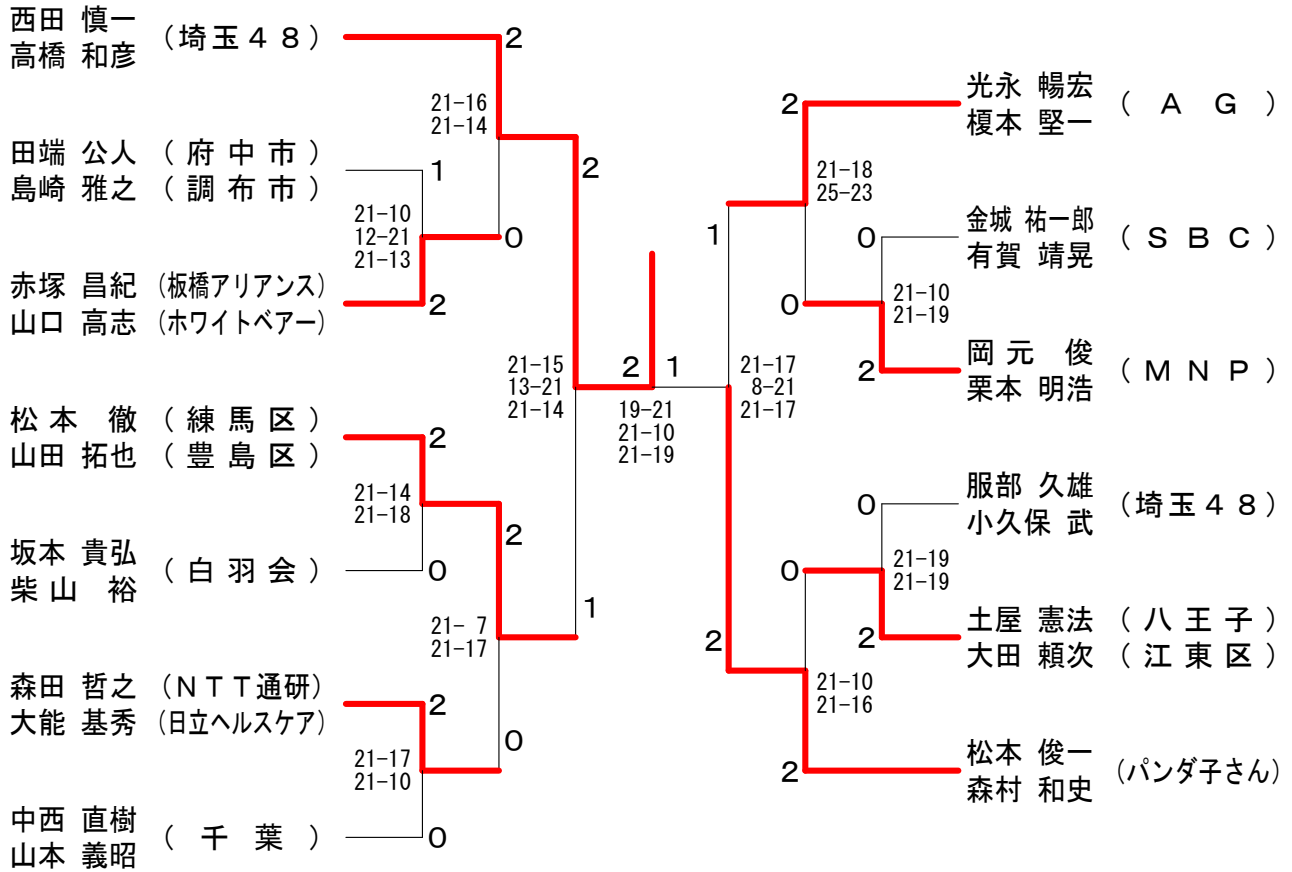 西田 慎一 (埼玉４８)
高橋 和彦
2
21-16
21-14
田端 公人 ( 府 中 市 )
島崎 雅之 ( 調 布 市 )
1
21-10
12-21
21-13
0
赤塚 昌紀 (板橋アリアンス)
山口 高志 (ホワイトベアー)
2
2
21-15
13-21
21-14
松 本 徹 ( 練 馬 区 )
山田 拓也 ( 豊 島 区 )
2
21-14
21-18
2
坂本 貴弘 ( 白 羽 会 )
柴 山 裕
0
21- 7
21-17
1
森田 哲之 (ＮＴＴ通研)
大能 基秀 (日立ヘルスケア)
2
21-17
21-10
0
中西 直樹 ( 千 葉 )
山本 義昭
0
2 1
19-21
21-10
21-19
光永 暢宏 ( Ａ Ｇ )
榎本 堅一
2
21-18
25-23
1
金城 祐一郎 ( Ｓ Ｂ Ｃ )
有賀 靖晃
0
21-10
21-19
0
岡 元 俊 ( Ｍ Ｎ Ｐ )
栗本 明浩
2
21-17
8-21
21-17
服部 久雄 (埼玉４８)
小久保 武
0
21-19
21-19
0
土屋 憲法 ( 八 王 子 )
大田 頼次 ( 江 東 区 )
2
2
21-10
21-16
松本 俊一 (パンダ子さん)
森村 和史
2